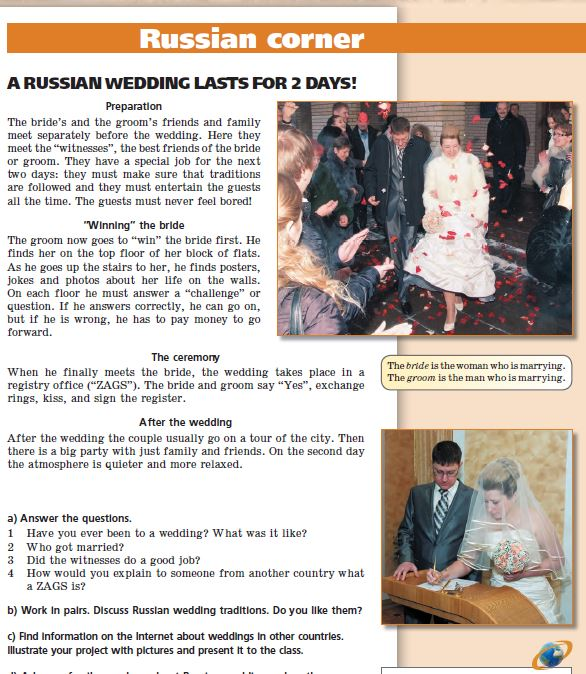 Russian corner
A RUSSIAN WEDDING LASTS FOR 2 DAYS!
Preparation
The bride's and the groom's friends and family
meet separately before the wedding. Here they
meet the “witnesses”, the best friends of the bride
or groom. They have a special job for the next
two days: they must make sure that traditions
are followed and they must entertain the guests
all the time. The guests must never feel bored!
“Winning” the bride
The groom now goes to “win” the bride first. He
finds her on the top floor of her block of flats.
As he goes up the stairs to her, he finds posters,
jokes and photos about her life on the walls.
On each floor he must answer a “challenge” or
question. If he answers correctly, he can go on,
but if he is wrong, he has to pay money to go
forward.
The ceremony
When he finally meets the bride, the wedding takes place in a
registry office (“ZAGS”). The bride and groom say “Yes”, exchange
rings, kiss, and sign the register.
After the wedding
After the wedding the couple usually go on a tour of the city. Then
there is a big party with just family and friends. On the second day
the atmosphere is quieter and more relaxed.
The bride is the woman who is marrying.
The groom is the man who is marrying.
a) Answer the questions.
1 Have you ever been to a wedding? What was it like?
2 Who got married?
3 Did the witnesses do a good job?
4 How would you explain to someone from another country what
a ZAGS is?
b) Work in pairs. Discuss Russian wedding traditions. Do you like them?
c) Find information on the Internet about weddings in other countries.
Illustrate your project with pictures and present it to the class.